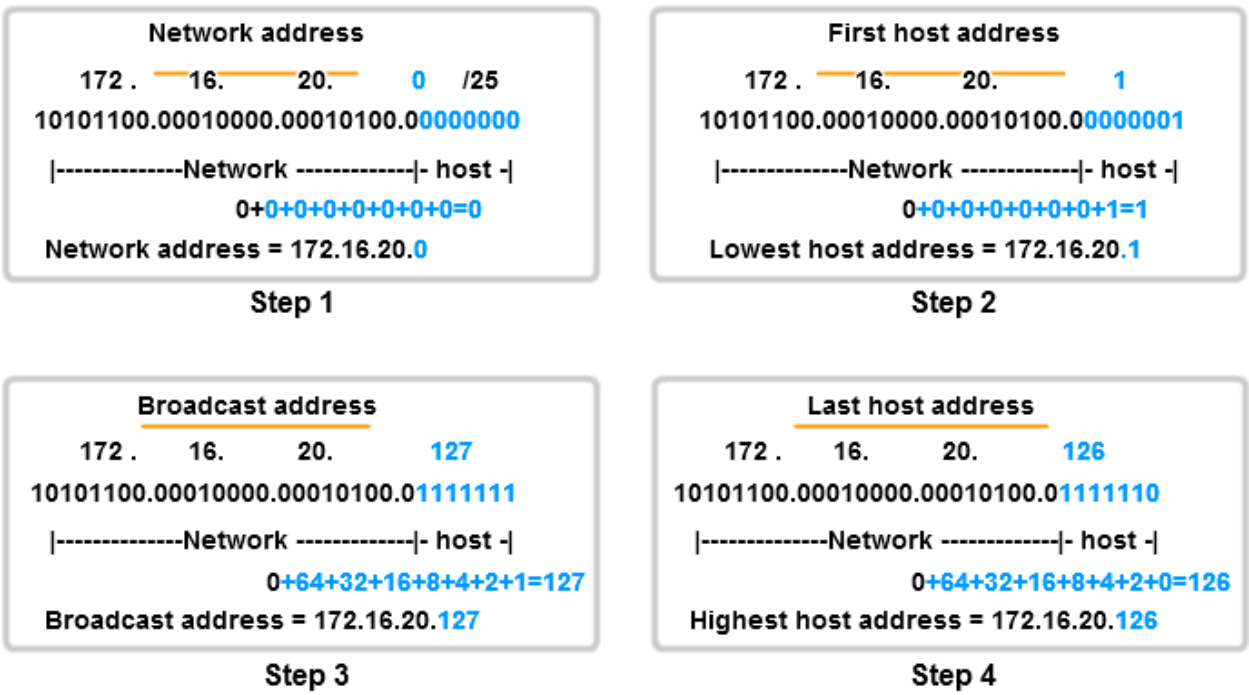 Network address
172 . 16. 20. 0 /25
10101100.00010000.00010100.00000000
|--------------Network -------------|- host -|
0+0+0+0+0+0+0+0=0
Network address = 172.16.20.0
Step 1
First host address
172 . 16. 20. 1
10101100.00010000.00010100.00000001
|--------------Network -------------|- host -|
0+0+0+0+0+0+0+1=1
Lowest host address = 172.16.20.1
Step 2
Broadcast address
172 . 16. 20. 127
10101100.00010000.00010100.01111111
|--------------Network -------------|- host -|
0+64+32+16+8+4+2+1=127
Broadcast address = 172.16.20.127
Step 3
Last host address
172 . 16. 20. 126
10101100.00010000.00010100.01111110
|--------------Network -------------|- host -|
0+64+32+16+8+4+2+0=126
Highest host address = 172.16.20.126
Step 4